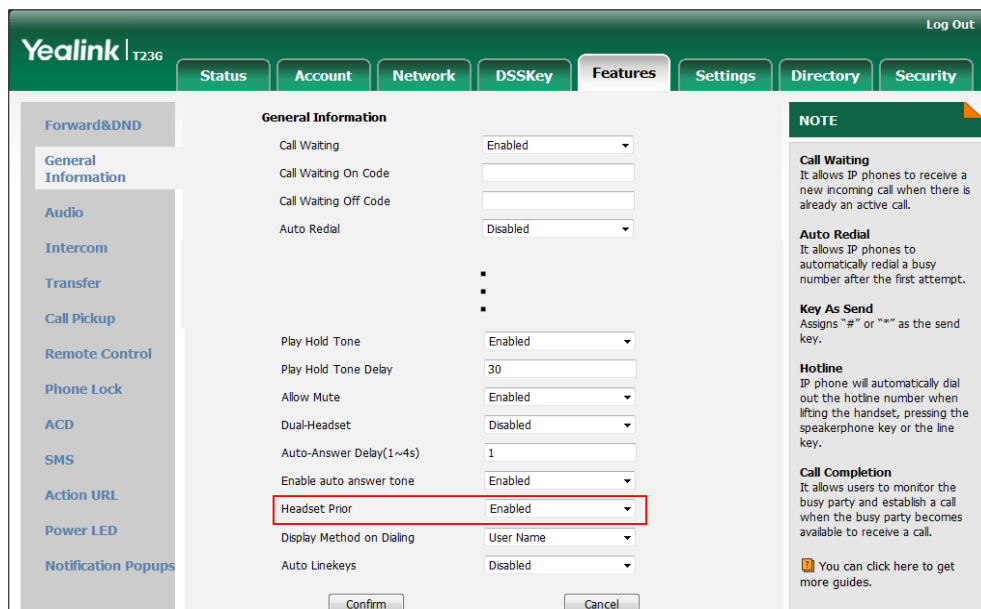 Log Out
Yealink T23G
Status Account Network DSSKey Features Settings Directory Security
Forward&DND
General
Information
Audio
Intercom
Transfer
Call Pickup
Remote Control
Phone Lock
ACD
SMS
Action URL
Power LED
Notification Popups
General Information
Call Waiting Enabled
Call Waiting On Code
Call Waiting Off Code
Auto Redial Disabled
Play Hold Tone Enabled
Play Hold Tone Delay 30
Allow Mute Enabled
Dual-Headset Disabled
Auto-Answer Delay(1~4s) 1
Enable auto answer tone Enabled
Headset Prior Enabled
Display Method on Dialing User Name
Auto Linekeys Disabled
Confirm Cancel
NOTE
Call Waiting
It allows IP phones to receive a
new incoming call when there is
already an active call.
Auto Redial
It allows IP phones to
automatically redial a busy
number after the first attempt.
Key As Send
Assigns "#" or "*" as the send
key.
Hotline
IP phone will automatically dial
out the hotline number when
lifting the handset, pressing the
speakerphone key or the line
key.
Call Completion
It allows users to monitor the
busy party and establish a call
when the busy party becomes
available to receive a call.
You can click here to get
more guides.